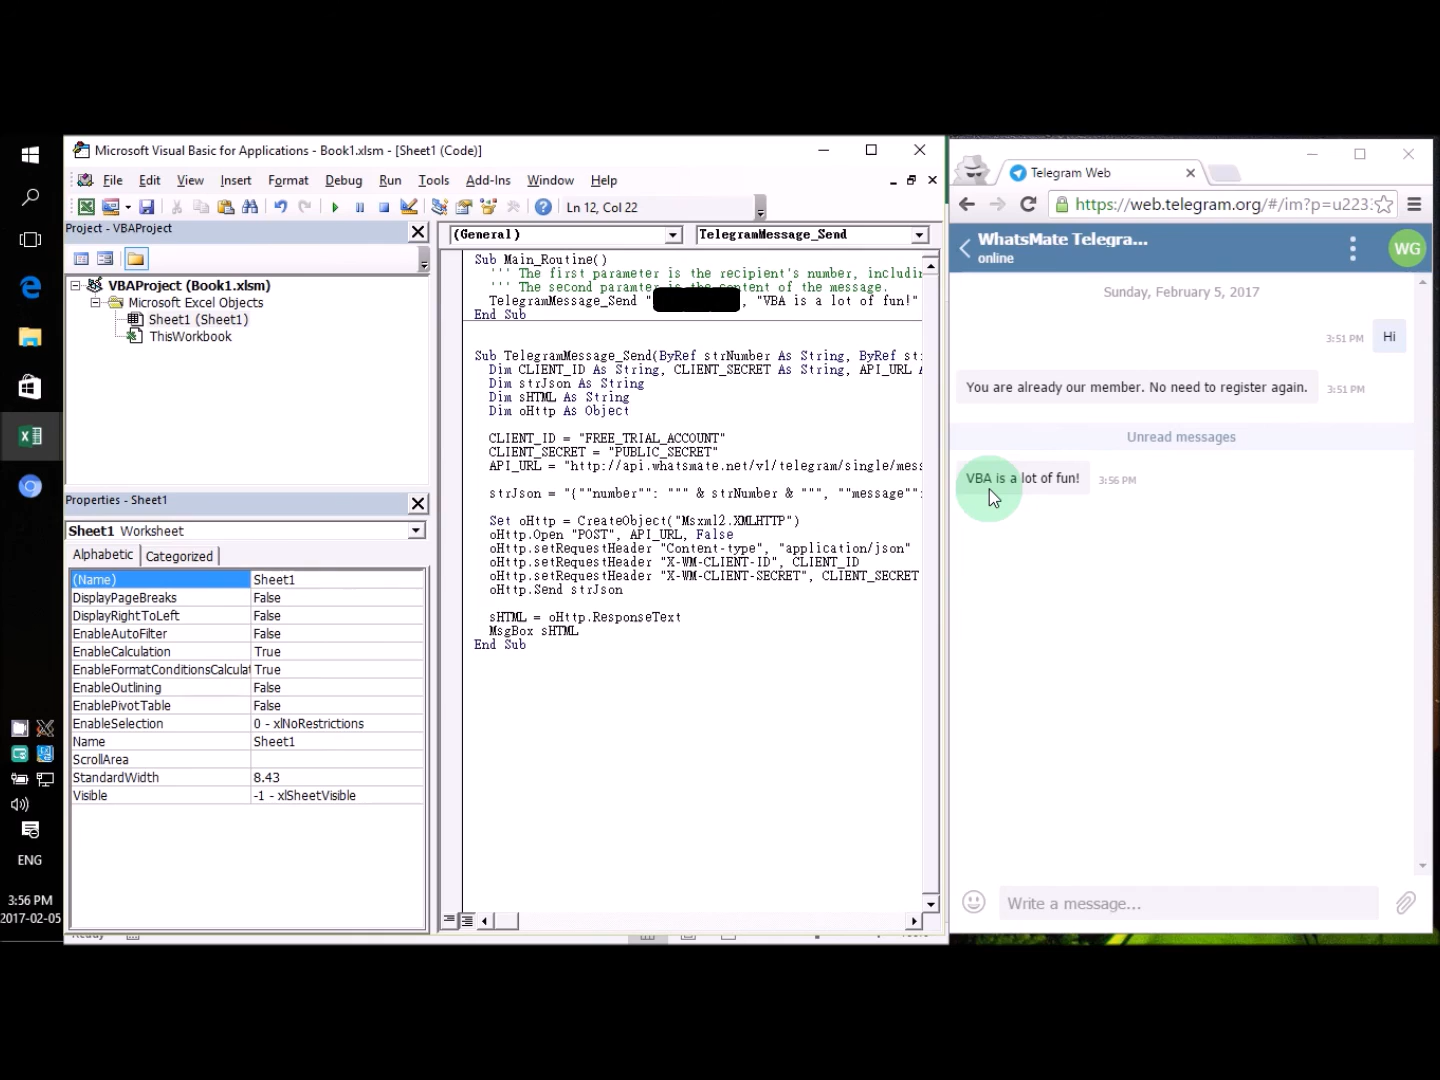 Microsoft Visual Basic for Applications - Book1.xlsm - [Sheet1 (Code)]
File Edit View Insert Format Debug Run Tools Add-Ins Window Help
Ln 12, Col 22
Project - VBAProject
VBAProject (Book1.xlsm)
Microsoft Excel Objects
Sheet1 (Sheet1)
ThisWorkbook
Properties - Sheet1
Sheet1 Worksheet
Alphabetic Categorized
(Name) Sheet1
DisplayPageBreaks False
DisplayRightToLeft False
EnableAutoFilter False
EnableCalculation True
EnableFormatConditionsCalculat True
EnableOutlining False
EnablePivotTable False
EnableSelection 0 - xlNoRestrictions
Name Sheet1
ScrollArea
StandardWidth 8.43
Visible -1 - xlSheetVisible
(General) TelegramMessage_Send
Sub Main_Routine()
''' The first parameter is the recipient's number, includin
''' The second parameter is the content of the message.
TelegramMessage_Send " , "VBA is a lot of fun!"
End Sub
Sub TelegramMessage_Send(ByRef strNumber As String, ByRef st
Dim CLIENT_ID As String, CLIENT_SECRET As String, API_URL A
Dim strJson As String
Dim sHTML As String
Dim oHttp As Object
CLIENT_ID = "FREE_TRIAL_ACCOUNT"
CLIENT_SECRET = "PUBLIC_SECRET"
API_URL = "http://api.whatsmate.net/v1/telegram/single/mes
strJson = "{""number"": """ & strNumber & """, ""message"":
Set oHttp = CreateObject("Msxml2.XMLHTTP")
oHttp.Open "POST", API_URL, False
oHttp.setRequestHeader "Content-type", "application/json"
oHttp.setRequestHeader "X-WM-CLIENT-ID", CLIENT_ID
oHttp.setRequestHeader "X-WM-CLIENT-SECRET", CLIENT_SECRET
oHttp.Send strJson
sHTML = oHttp.ResponseText
MsgBox sHTML
End Sub
Telegram Web
https://web.telegram.org/#/im?p=u223
WhatsMate Telegra...
online
WG
Sunday, February 5, 2017
3:51 PM Hi
You are already our member. No need to register again. 3:51 PM
Unread messages
VBA is a lot of fun! 3:56 PM
Write a message...
ENG
3:56 PM
2017-02-05